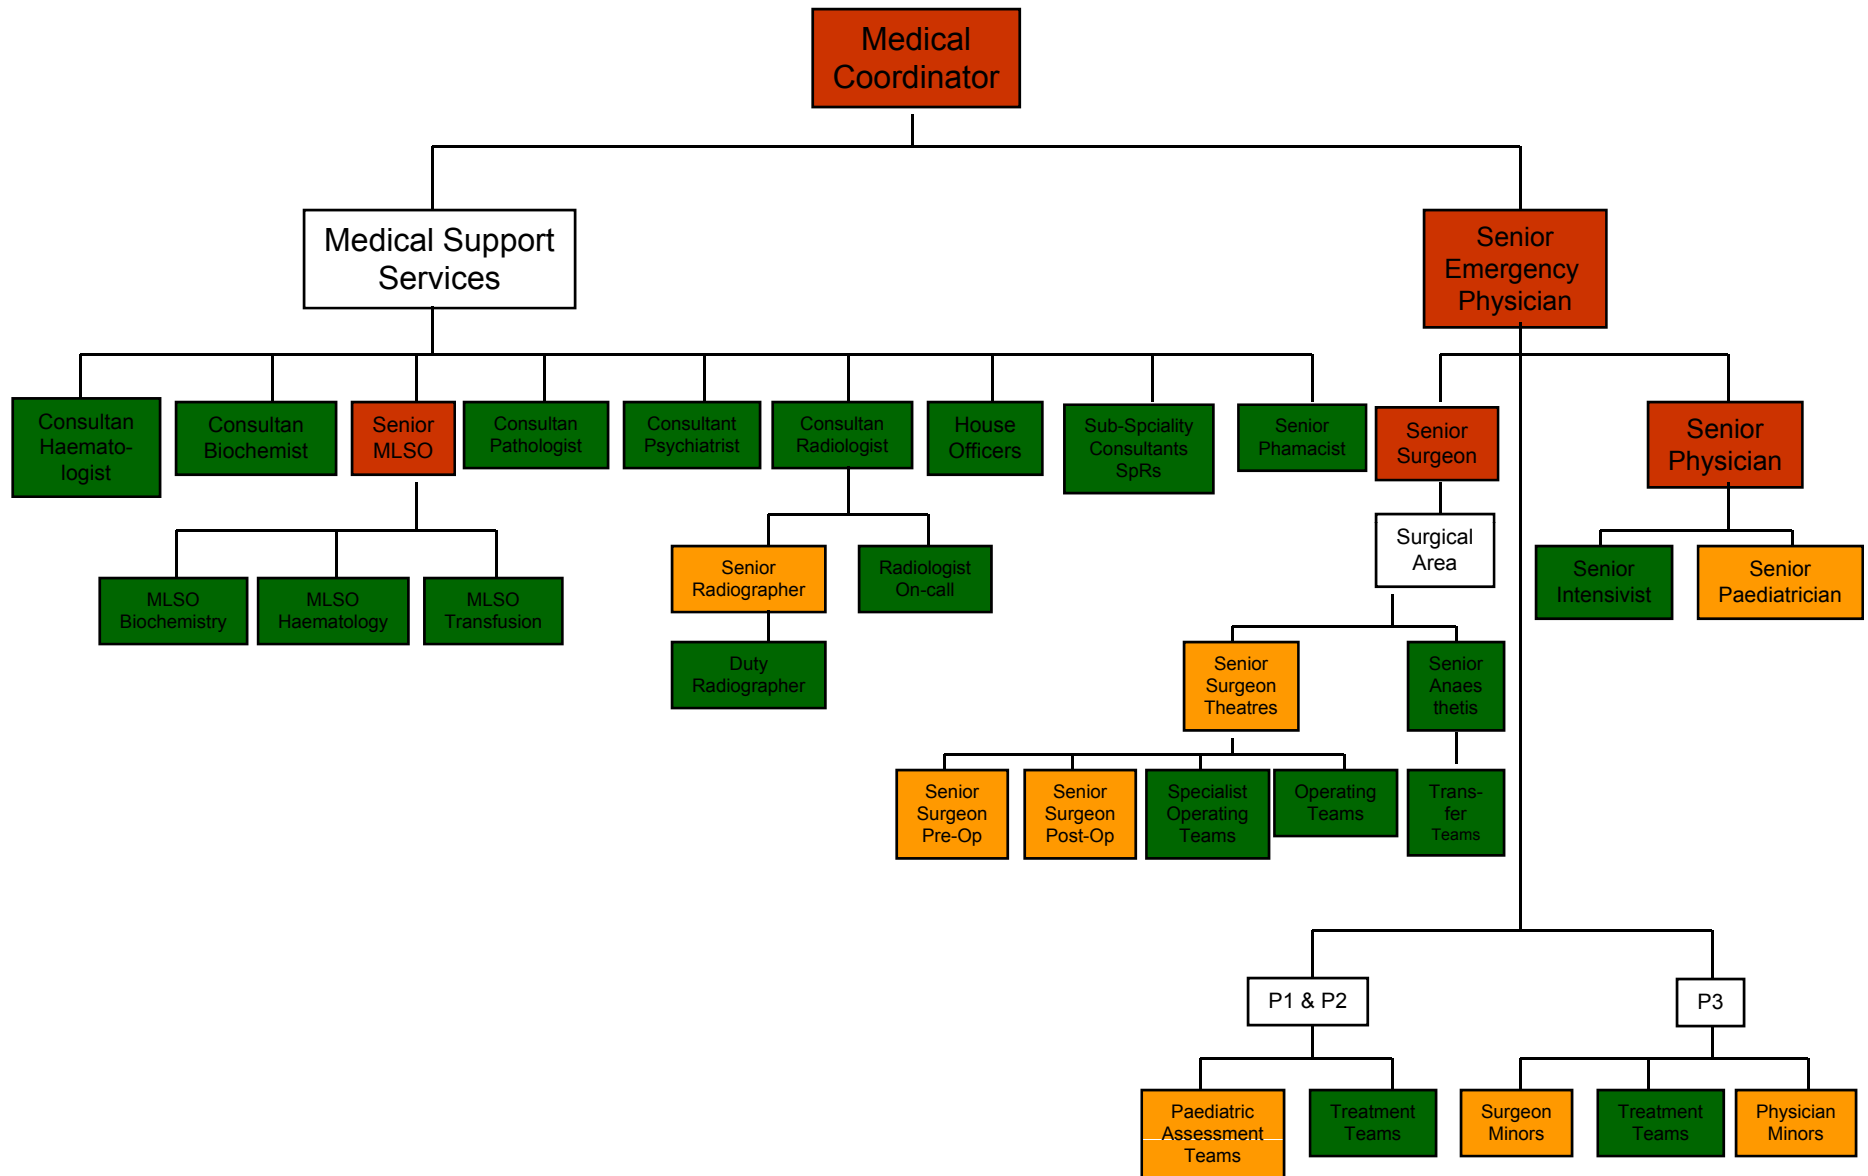 Medical
Coordinator
Medical Support
Services
Senior
Emergency
Physician
Consultan
Haemato-
logist
Consultan
Biochemist
Senior
MLSO
Consultan
Pathologist
Consultant
Psychiatrist
Consultan
Radiologist
House
Officers
Sub-Spciality
Consultants
SpRs
Senior
Phamacist
Senior
Surgeon
Senior
Physician
Surgical
Area
Senior
Radiographer
Radiologist
On-call
Senior
Intensivist
Senior
Paediatrician
MLSO
Biochemistry
MLSO
Haematology
MLSO
Transfusion
Duty
Radiographer
Senior
Surgeon
Theatres
Senior
Anaes
thetis
Senior
Surgeon
Pre-Op
Senior
Surgeon
Post-Op
Specialist
Operating
Teams
Operating
Teams
Trans-
fer
Teams
P1 & P2
P3
Paediatric
Assessment
Teams
Treatment
Teams
Surgeon
Minors
Treatment
Teams
Physician
Minors